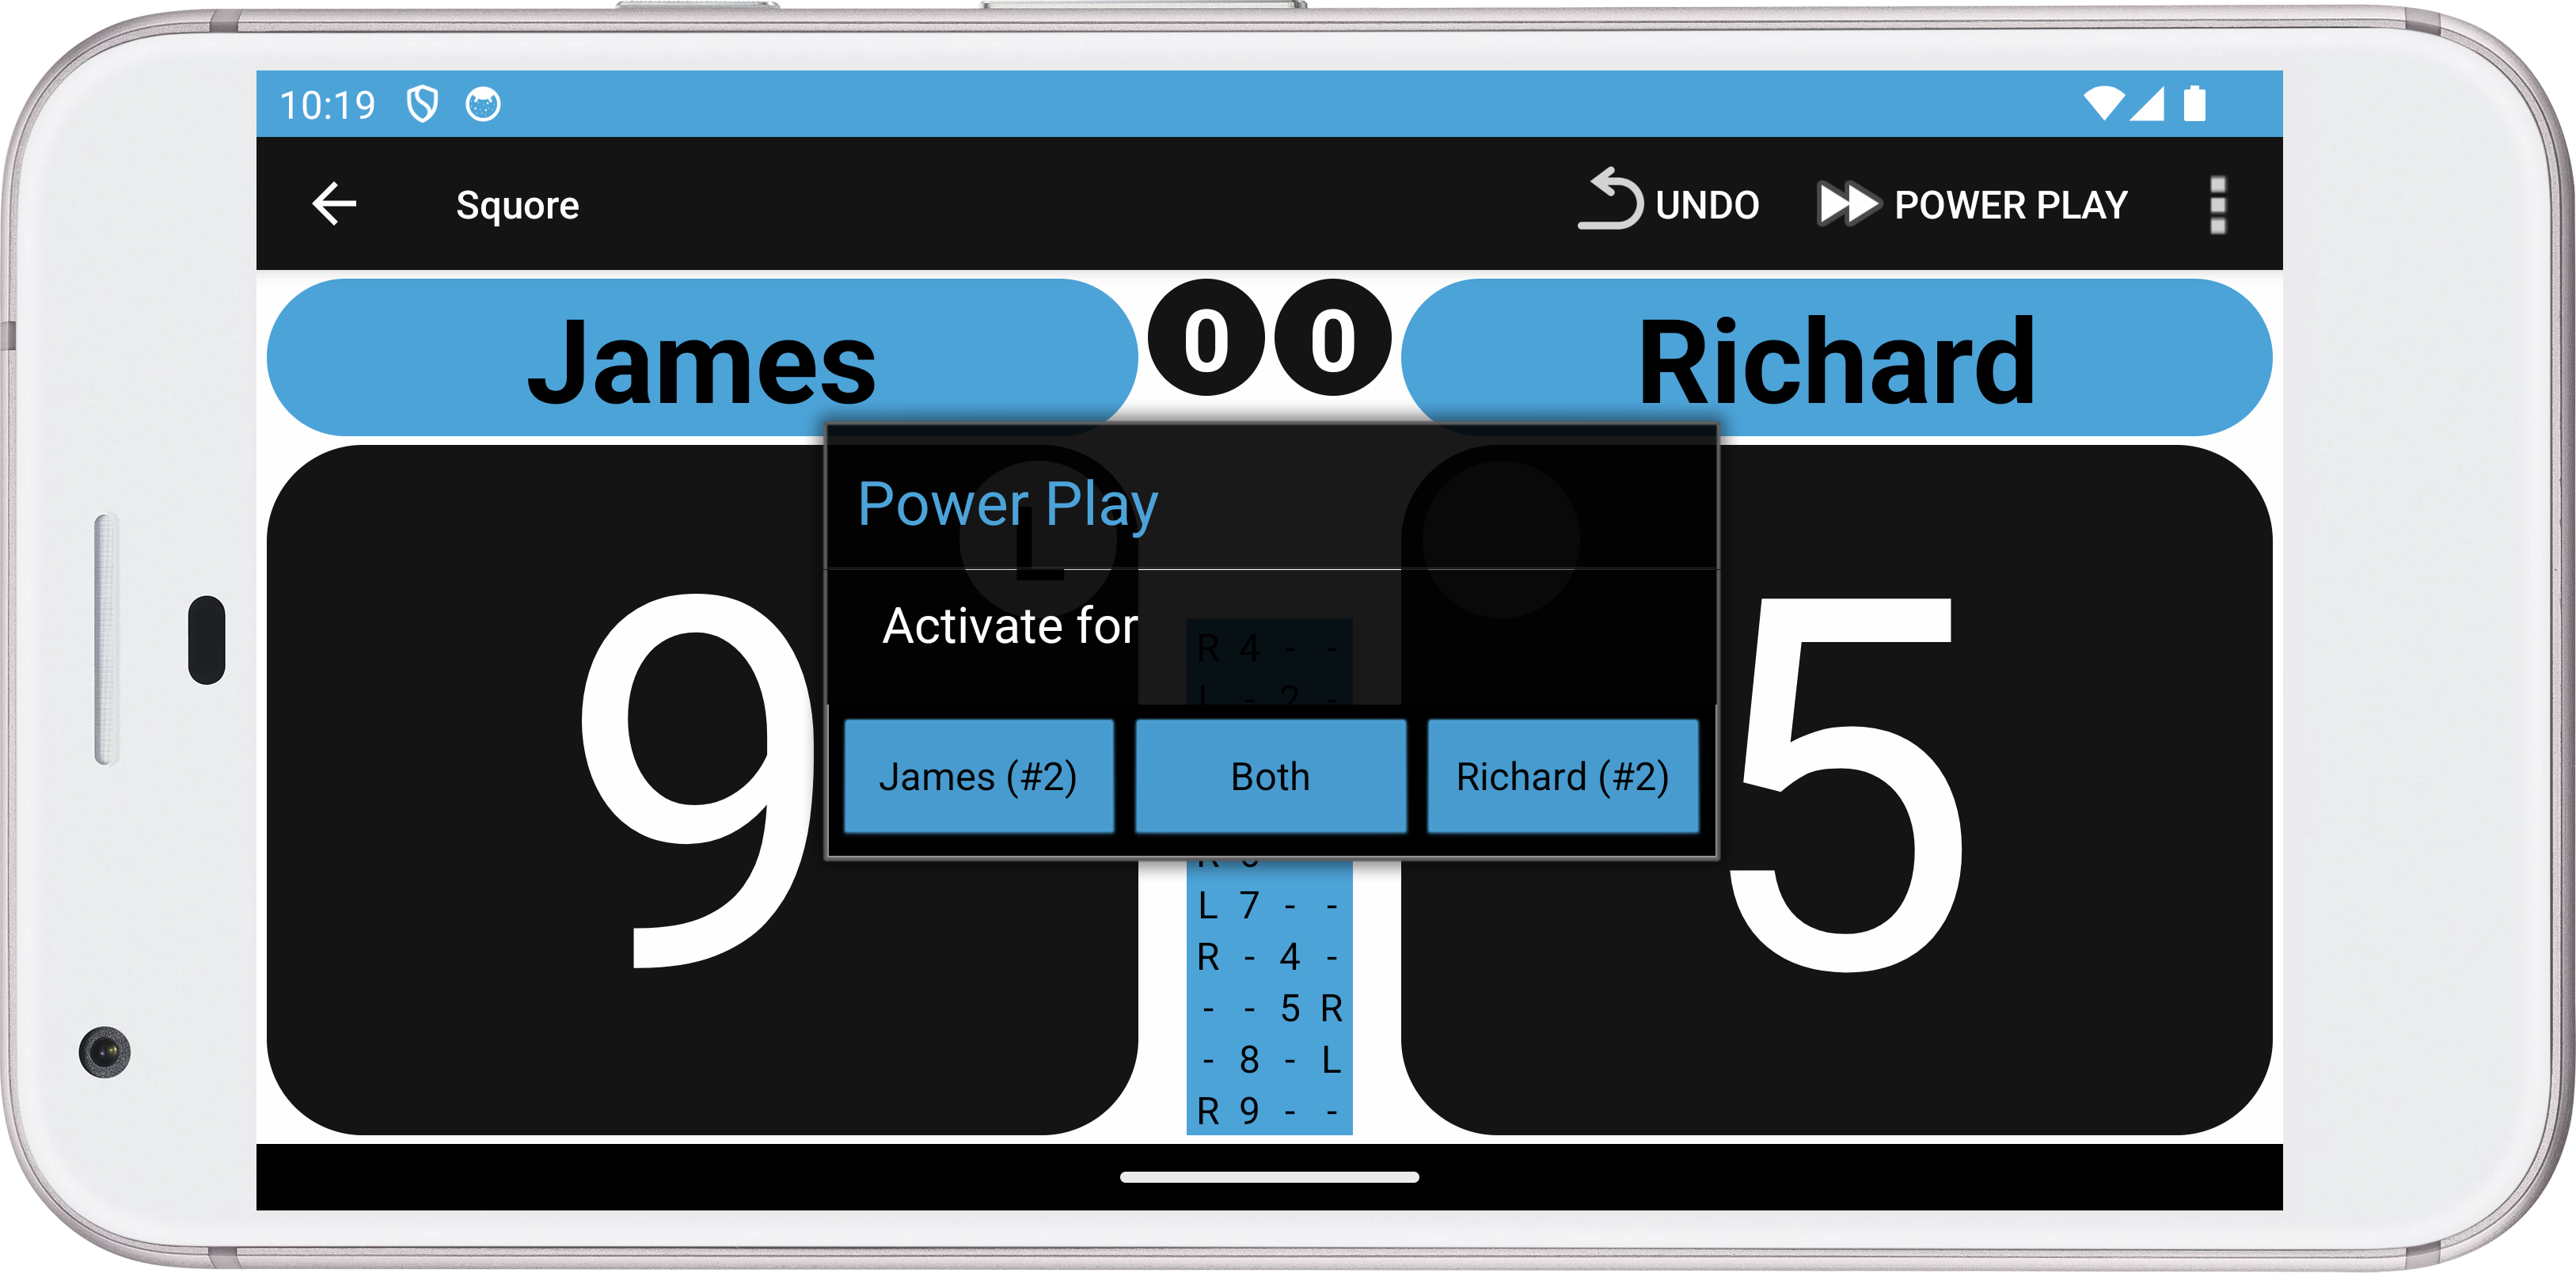 10:19
Squore
UNDO
POWER PLAY
James
0 0
Richard
9
5
L
Power Play
Activate for
R 4 - -
L - 2 -
James (#2)
Both
Richard (#2)
L 7 - -
R - 4 -
- - 5 R
- 8 - L
R 9 - -